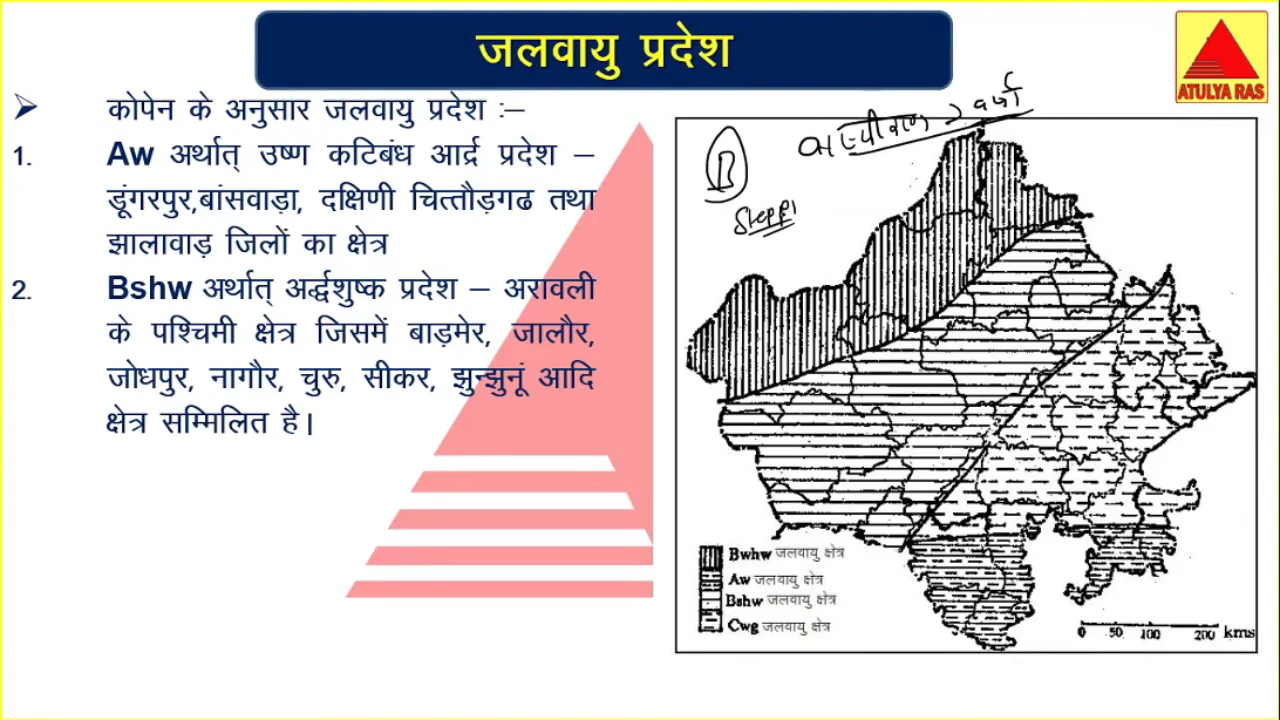 जलवायु प्रदेश
ATULYA RAS
कोपेन के अनुसार जलवायु प्रदेश :–
1. Aw अर्थात् उष्ण कटिबंध आर्द्र प्रदेश –
डूंगरपुर,बांसवाड़ा, दक्षिणी चित्तौड़गढ तथा
झालावाड़ जिलों का क्षेत्र
2. Bshw अर्थात् अर्द्धशुष्क प्रदेश – अरावली
के पश्चिमी क्षेत्र जिसमें बाड़मेर, जालौर,
जोधपुर, नागौर, चुरु, सीकर, झुन्झुनूं आदि
क्षेत्र सम्मिलित है।
B
> वर्षा
Bwhw जलवायु क्षेत्र
Aw जलवायु क्षेत्र
Bshw जलवायु क्षेत्र
Cwg जलवायु क्षेत्र
0 50 100 200 kms